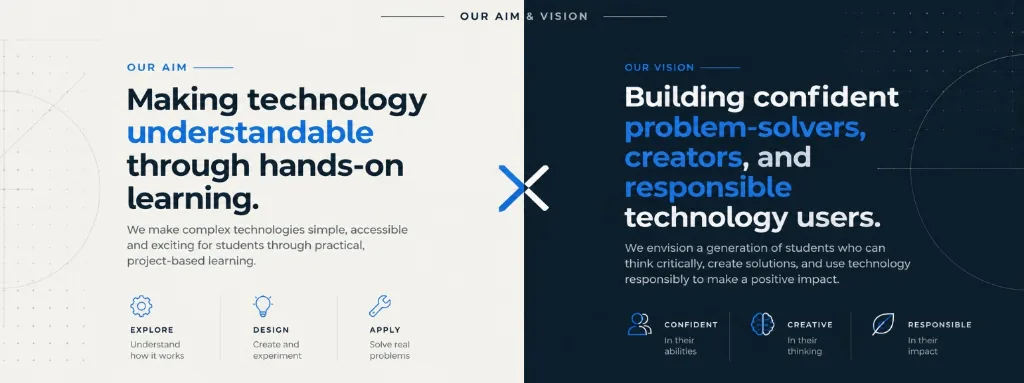 OUR AIM & VISION
OUR AIM
Making technology
understandable
through hands-on
learning.
We make complex technologies simple, accessible
and exciting for students through practical,
project-based learning.
EXPLORE
Understand
how it works
DESIGN
Create and
experiment
APPLY
Solve real
problems
OUR VISION
Building confident
problem-solvers,
creators, and
responsible
technology users.
We envision a generation of students who can
think critically, create solutions, and use technology
responsibly to make a positive impact.
CONFIDENT
In their
abilities
CREATIVE
In their
thinking
RESPONSIBLE
In their
impact